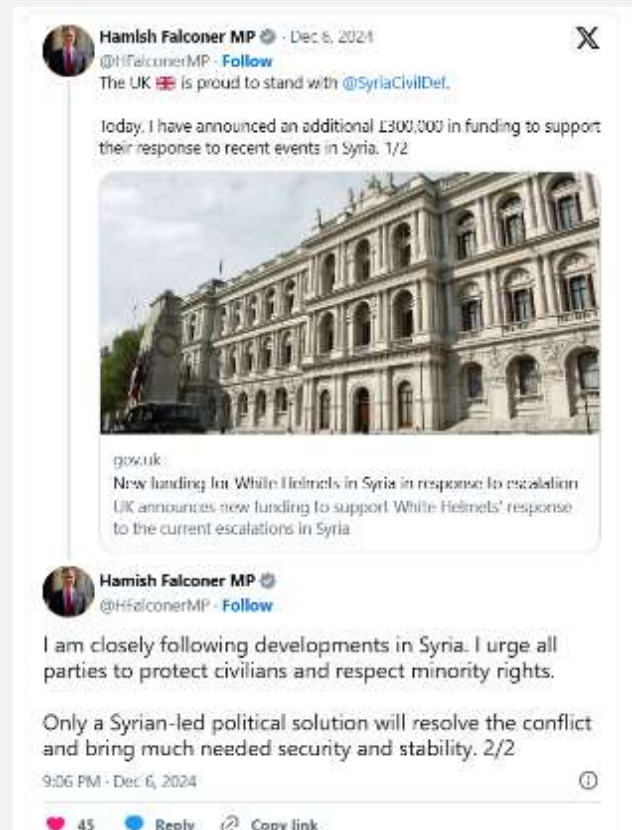 Hamish Falconer MP · Dec 6, 2024
@HFalconerMP · Follow
The UK 🇬🇧 is proud to stand with @SyriaCivilDef.
Today, I have announced an additional £300,000 in funding to support
their response to recent events in Syria. 1/2
gov.uk
New funding for White Helmets in Syria in response to escalation
UK announces new funding to support White Helmets' response
to the current escalations in Syria
Hamish Falconer MP
@HFalconerMP · Follow
I am closely following developments in Syria. I urge all
parties to protect civilians and respect minority rights.
Only a Syrian-led political solution will resolve the conflict
and bring much needed security and stability. 2/2
9:06 PM · Dec 6, 2024
45 Reply Copy link